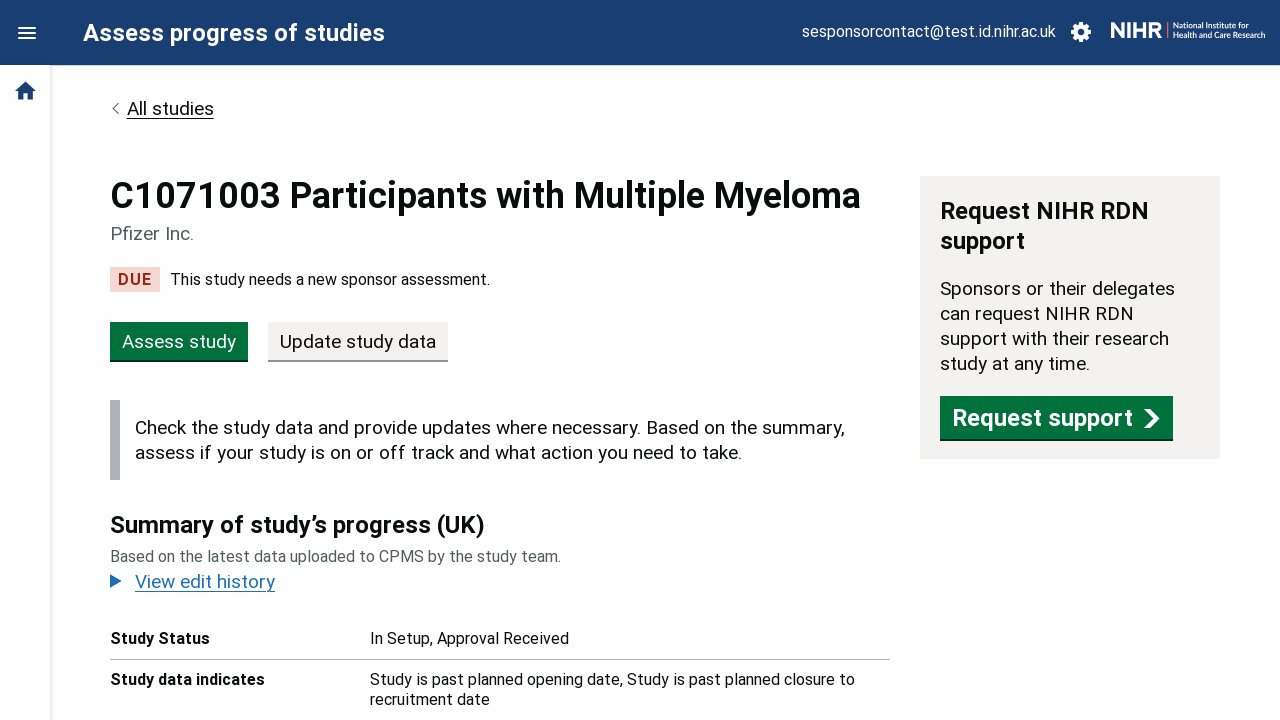 Assess progress of studies
sesponsorcontact@test.id.nihr.ac.uk
NIHR
National Institute for
Health and Care Research
All studies
C1071003 Participants with Multiple Myeloma
Pfizer Inc.
DUE This study needs a new sponsor assessment.
Assess study
Update study data
Check the study data and provide updates where necessary. Based on the summary,
assess if your study is on or off track and what action you need to take.
Summary of study’s progress (UK)
Based on the latest data uploaded to CPMS by the study team.
View edit history
Study Status In Setup, Approval Received
Study data indicates Study is past planned opening date, Study is past planned closure to
recruitment date
Request NIHR RDN
support
Sponsors or their delegates
can request NIHR RDN
support with their research
study at any time.
Request support